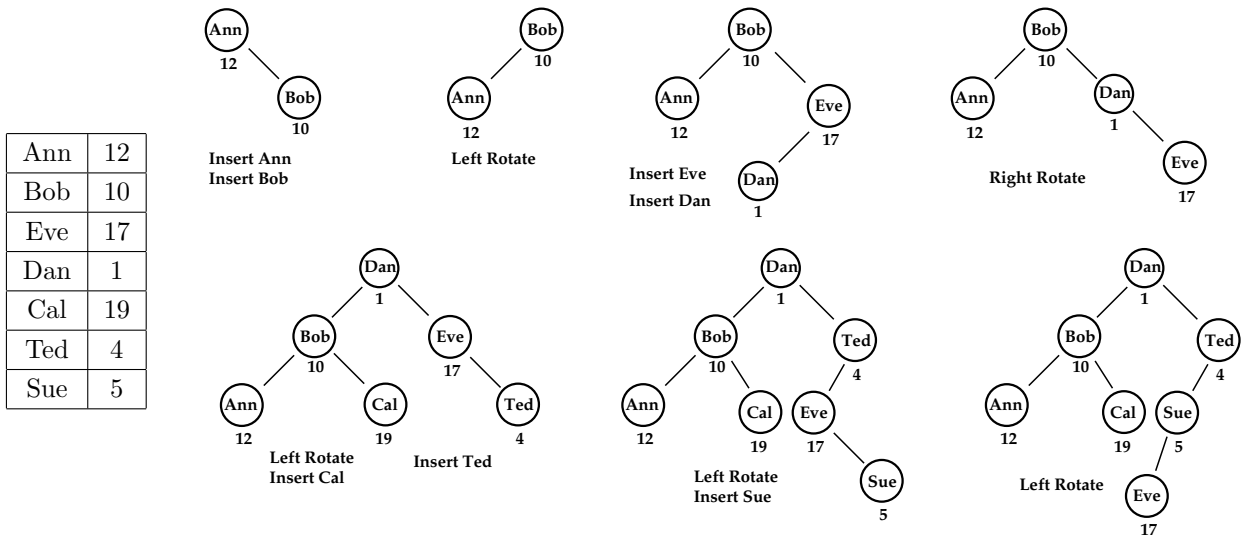 Ann 12
Bob 10
Eve 17
Dan 1
Cal 19
Ted 4
Sue 5
Ann
12
Bob
10
Insert Ann
Insert Bob
Bob
10
Ann
12
Left Rotate
Bob
10
Ann
12
Eve
17
Dan
1
Insert Eve
Insert Dan
Bob
10
Ann
12
Dan
1
Eve
17
Right Rotate
Dan
1
Bob
10
Eve
17
Ann
12
Cal
19
Ted
4
Left Rotate
Insert Cal
Insert Ted
Dan
1
Bob
10
Ted
4
Ann
12
Cal
19
Eve
17
Sue
5
Left Rotate
Insert Sue
Dan
1
Bob
10
Ted
4
Ann
12
Cal
19
Sue
5
Eve
17
Left Rotate